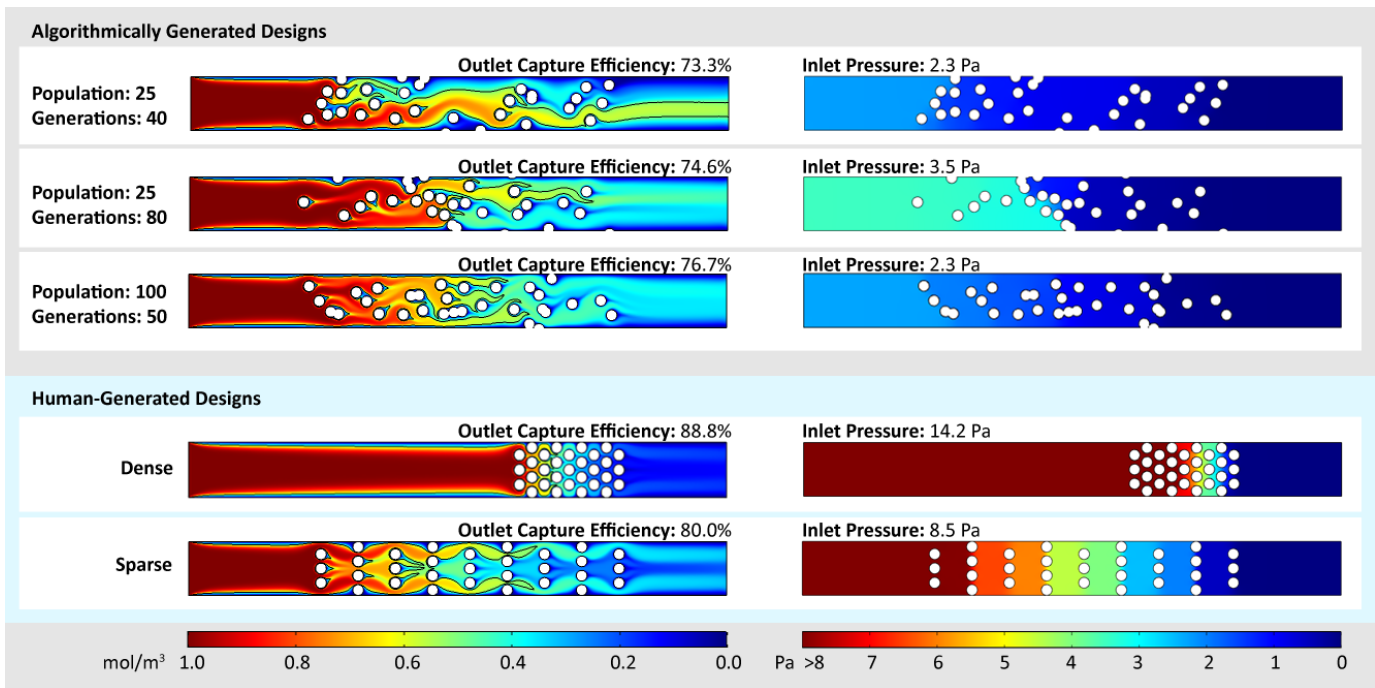 Algorithmically Generated Designs
Outlet Capture Efficiency: 73.3%
Inlet Pressure: 2.3 Pa
Population: 25
Generations: 40
Outlet Capture Efficiency: 74.6%
Inlet Pressure: 3.5 Pa
Population: 25
Generations: 80
Outlet Capture Efficiency: 76.7%
Inlet Pressure: 2.3 Pa
Population: 100
Generations: 50
Human-Generated Designs
Outlet Capture Efficiency: 88.8%
Inlet Pressure: 14.2 Pa
Dense
Outlet Capture Efficiency: 80.0%
Inlet Pressure: 8.5 Pa
Sparse
mol/m³ 1.0 0.8 0.6 0.4 0.2 0.0
Pa >8 7 6 5 4 3 2 1 0